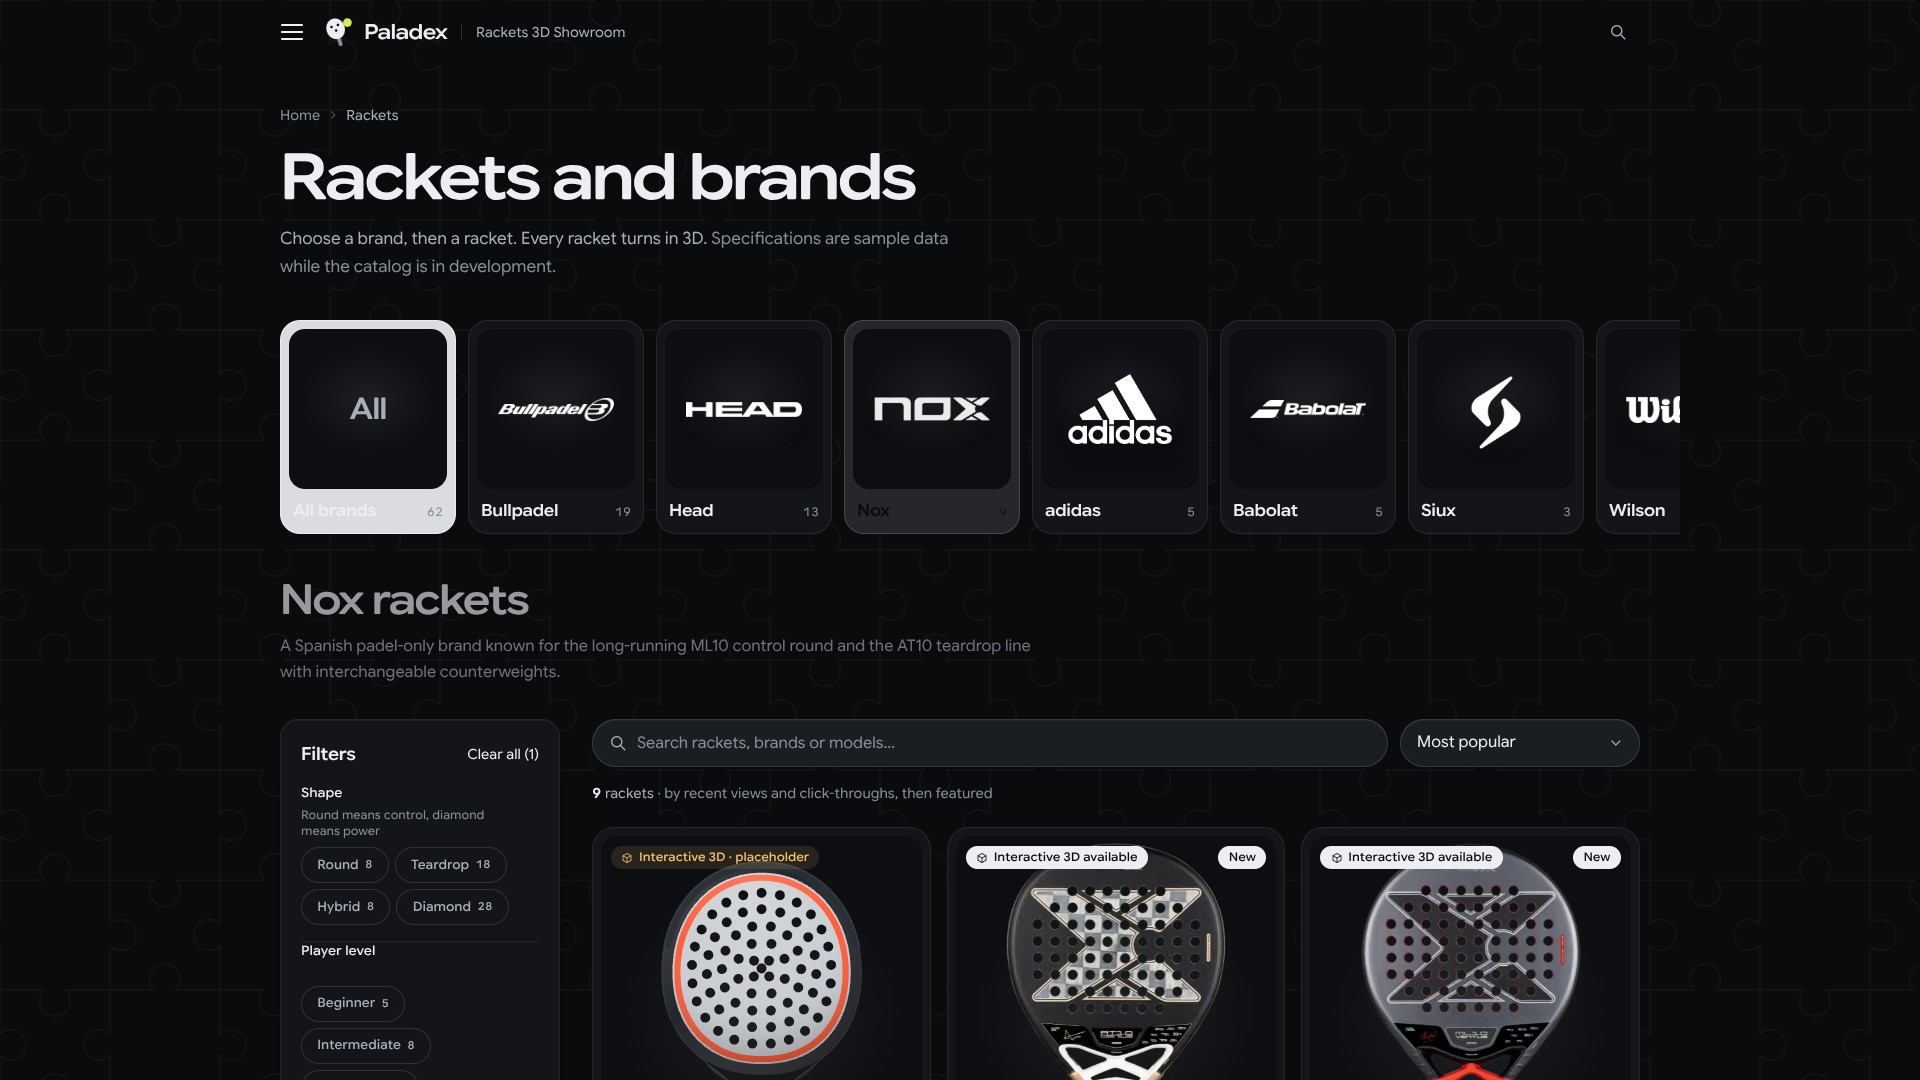 Paladex
Rackets 3D Showroom
Home
Rackets
Rackets and brands
Choose a brand, then a racket. Every racket turns in 3D. Specifications are sample data
while the catalog is in development.
All
Bullpadel
HEAD
nox
adidas
Babolat
All brands 62
Bullpadel 19
Head 13
Nox 9
adidas 5
Babolat 5
Siux 3
Wilson
Nox rackets
A Spanish padel-only brand known for the long-running ML10 control round and the AT10 teardrop line
with interchangeable counterweights.
Filters
Clear all (1)
Shape
Round means control, diamond
means power
Round 8
Teardrop 18
Hybrid 8
Diamond 28
Player level
Beginner 5
Intermediate 8
Search rackets, brands or models...
Most popular
9 rackets · by recent views and click-throughs, then featured
Interactive 3D · placeholder
Interactive 3D available
New
Interactive 3D available
New
AT10
ML10
VENTUS